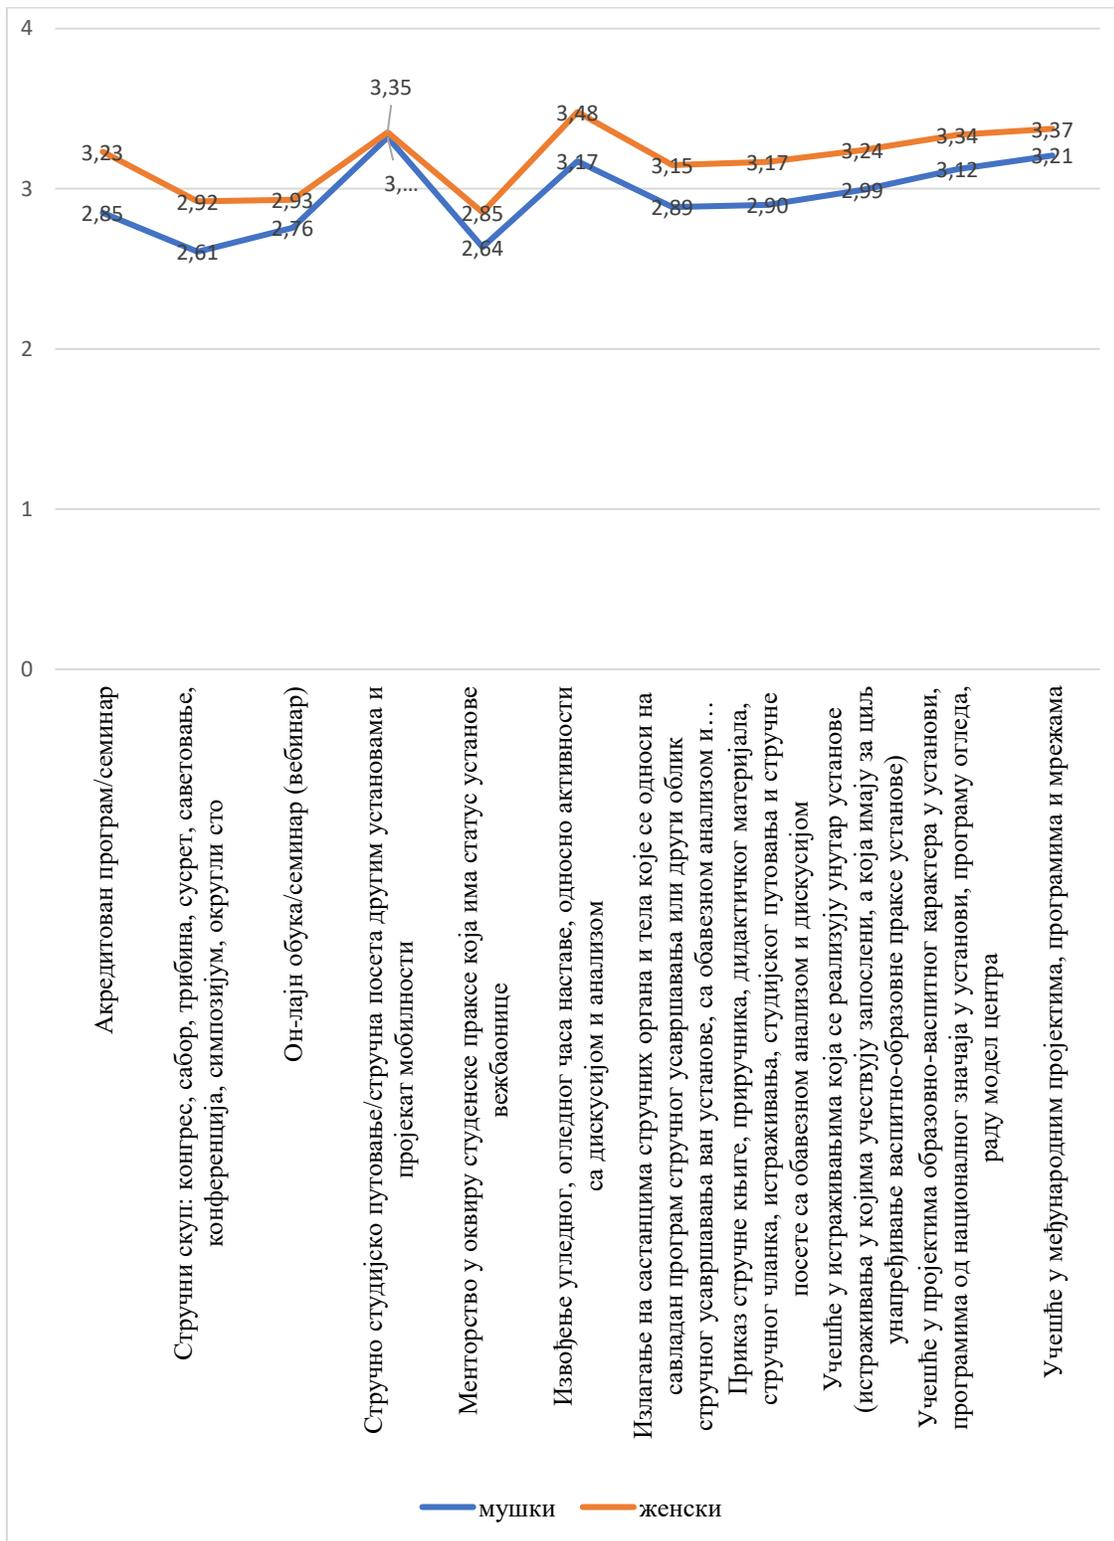 4
3
2
1
0
3,35
3,…
3,23
2,92
2,93
2,85
3,48
3,15
3,17
3,24
3,34
3,37
2,85
2,61
2,76
2,64
3,17
2,89
2,90
2,99
3,12
3,21
Акредитован програм/семинар
Стручни скуп: конгрес, сабор, трибина, сусрет, саветовање,
конференција, симпозијум, округли сто
Он-лајн обука/семинар (вебинар)
Стручно студијско путовање/стручна посета другим установама и
пројекат мобилности
Менторство у оквиру студенске праксе која има статус установе
вежбаонице
Извођење угледног, огледног часа наставе, односно активности
са дискусијом и анализом
Излагање на састанцима стручних органа и тела које се односи на
савладан програм стручног усавршавања или други облик
стручног усавршавања ван установе, са обавезном анализом и…
Приказ стручне књиге, приручника, дидактичког материјала,
стручног чланка, истраживања, студијског путовања и стручне
посете са обавезном анализом и дискусијом
Учешће у истраживањима која се реализују унутар установе
(истраживања у којима учествују запослени, а која имају за циљ
унапређивање васпитно-образовне праксе установе)
Учешће у пројектима образовно-васпитног карактера у установи,
програмима од националног значаја у установи, програму огледа,
раду модел центра
Учешће у међународним пројектима, програмима и мрежама
мушки
женски